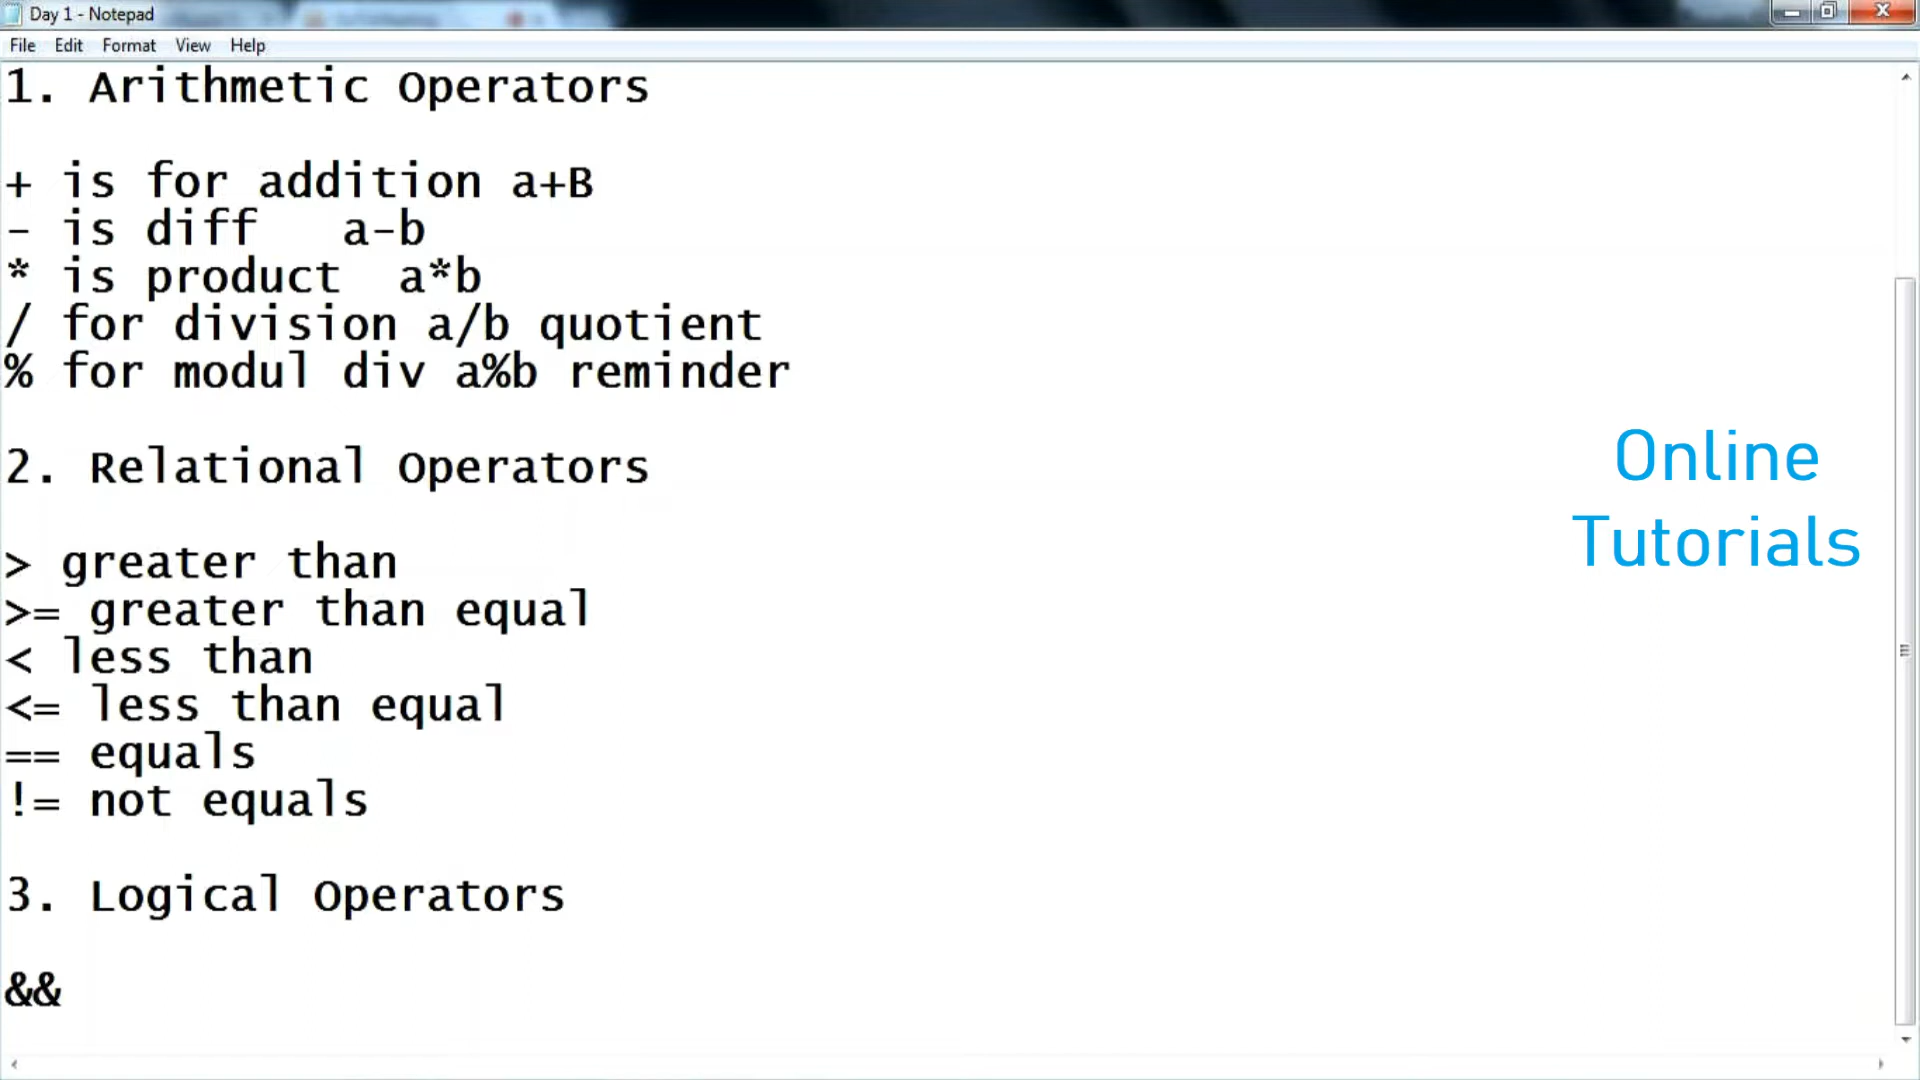 Day 1 - Notepad
File Edit Format View Help
1. Arithmetic Operators
+ is for addition a+B
- is diff a-b
* is product a*b
/ for division a/b quotient
% for modul div a%b reminder
2. Relational Operators
> greater than
>= greater than equal
< less than
<= less than equal
== equals
!= not equals
3. Logical Operators
&&
Online
Tutorials